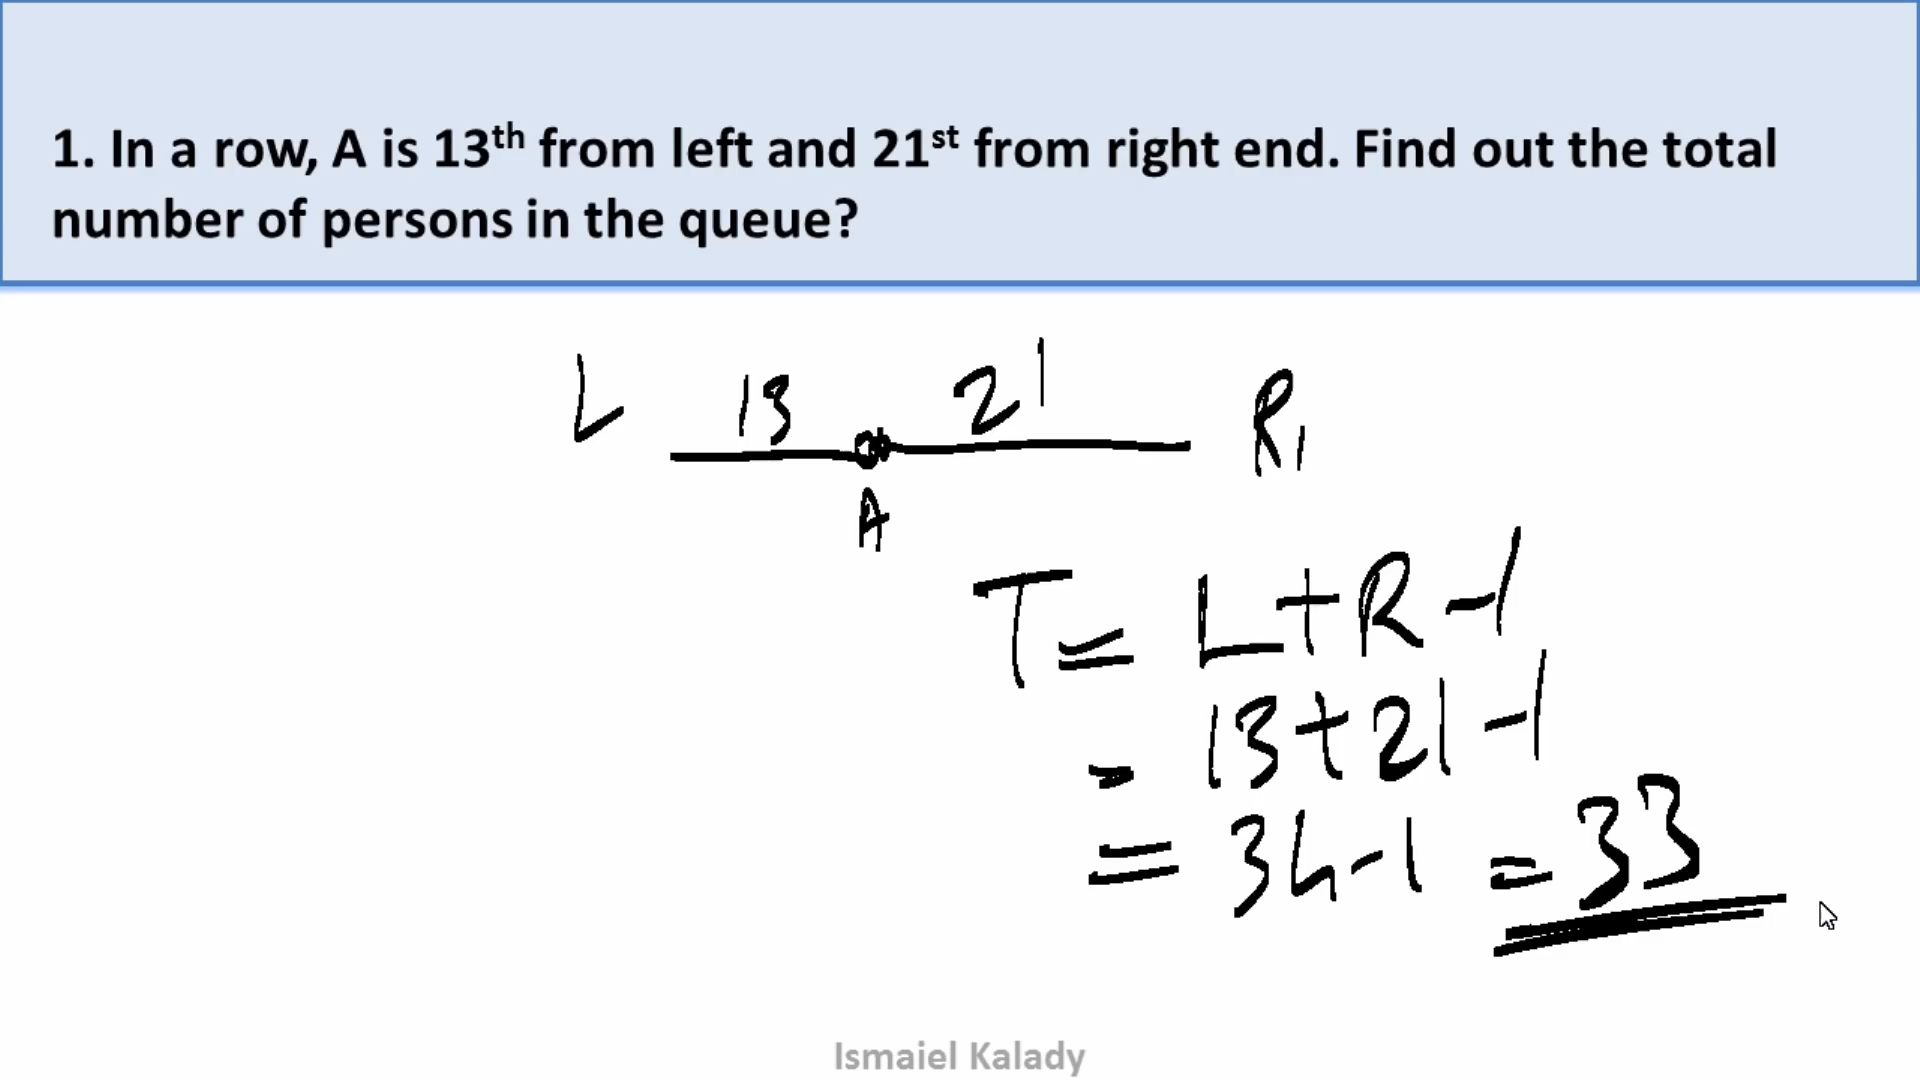 1. In a row, A is 13th from left and 21st from right end. Find out the total
number of persons in the queue?
L 13 21 R
A
T = L+R-1
= 13+21-1
= 34-1 = 33
Ismaiel Kalady